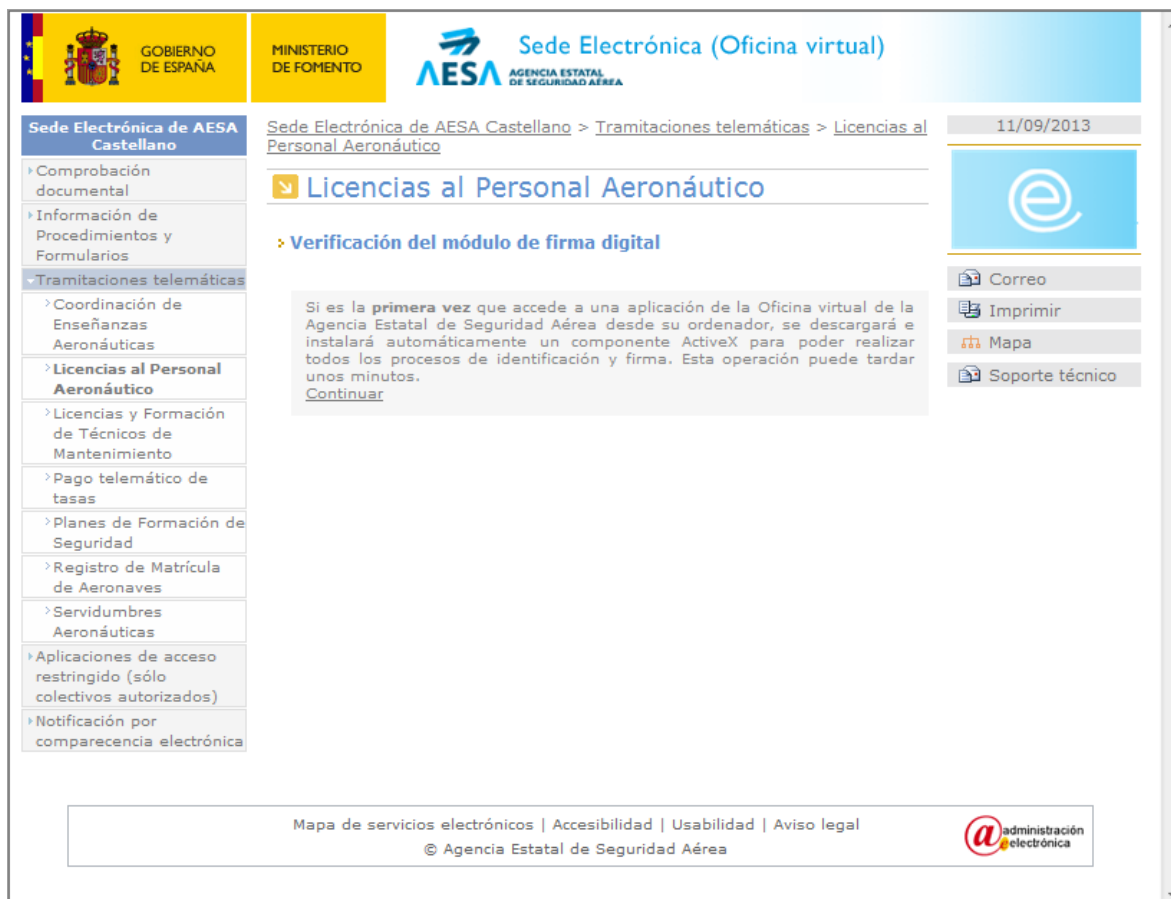 GOBIERNO
DE ESPAÑA
MINISTERIO
DE FOMENTO
AESA
AGENCIA ESTATAL
DE SEGURIDAD AÉREA
Sede Electrónica (Oficina virtual)
Sede Electrónica de AESA
Castellano
Comprobación
documental
Información de
Procedimientos y
Formularios
Tramitaciones telemáticas
Coordinación de
Enseñanzas
Aeronáuticas
Licencias al Personal
Aeronáutico
Licencias y Formación
de Técnicos de
Mantenimiento
Pago telemático de
tasas
Planes de Formación de
Seguridad
Registro de Matrícula
de Aeronaves
Servidumbres
Aeronáuticas
Aplicaciones de acceso
restringido (sólo
colectivos autorizados)
Notificación por
comparecencia electrónica
Sede Electrónica de AESA Castellano > Tramitaciones telemáticas > Licencias al
Personal Aeronáutico
Licencias al Personal Aeronáutico
Verificación del módulo de firma digital
Si es la primera vez que accede a una aplicación de la Oficina virtual de la
Agencia Estatal de Seguridad Aérea desde su ordenador, se descargará e
instalará automáticamente un componente ActiveX para poder realizar
todos los procesos de identificación y firma. Esta operación puede tardar
unos minutos.
Continuar
11/09/2013
e
Correo
Imprimir
Mapa
Soporte técnico
Mapa de servicios electrónicos | Accesibilidad | Usabilidad | Aviso legal
© Agencia Estatal de Seguridad Aérea
administración
electrónica